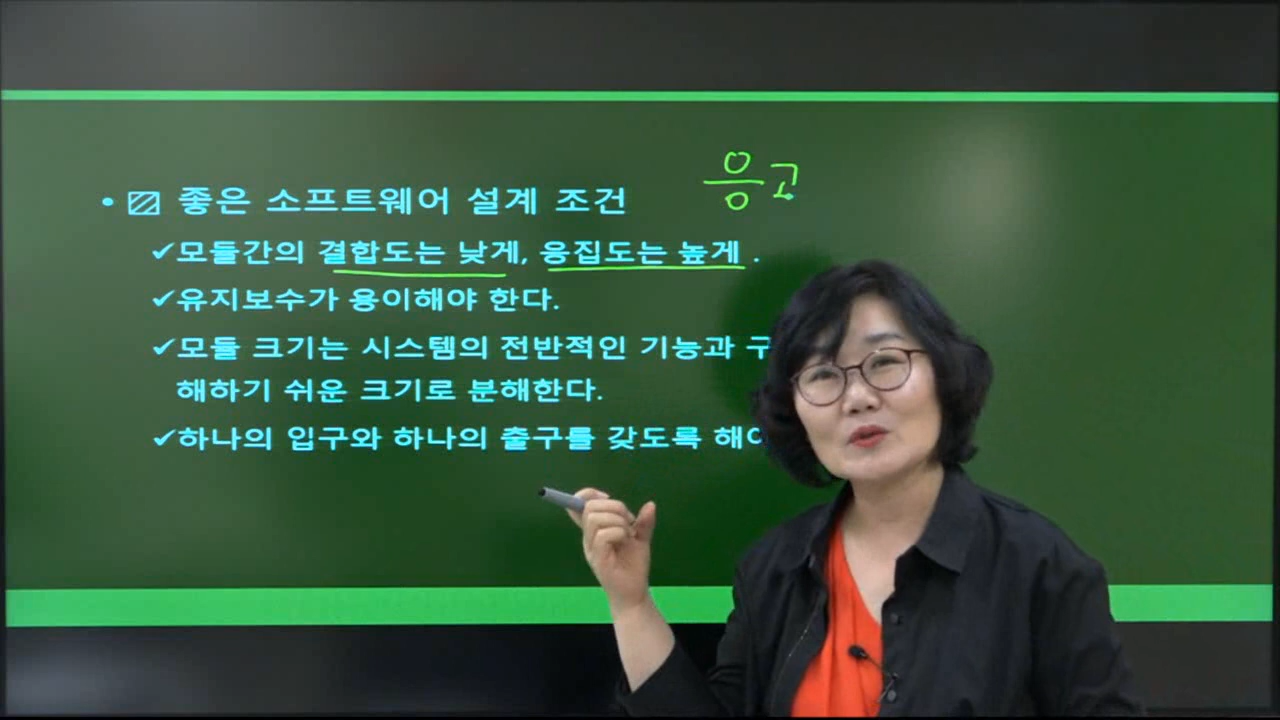 응고
• 좋은 소프트웨어 설계 조건
✓모듈간의 결합도는 낮게, 응집도는 높게 .
✓유지보수가 용이해야 한다.
✓모듈 크기는 시스템의 전반적인 기능과
해하기 쉬운 크기로 분해한다.
✓하나의 입구와 하나의 출구를 갖도록